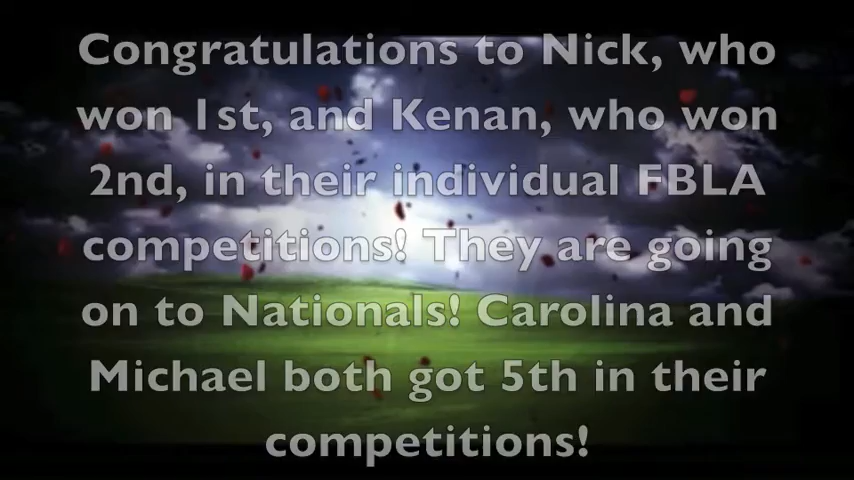 Congratulations to Nick, who
won 1st, and Kenan, who won
2nd, in their individual FBLA
competitions! They are going
on to Nationals! Carolina and
Michael both got 5th in their
competitions!